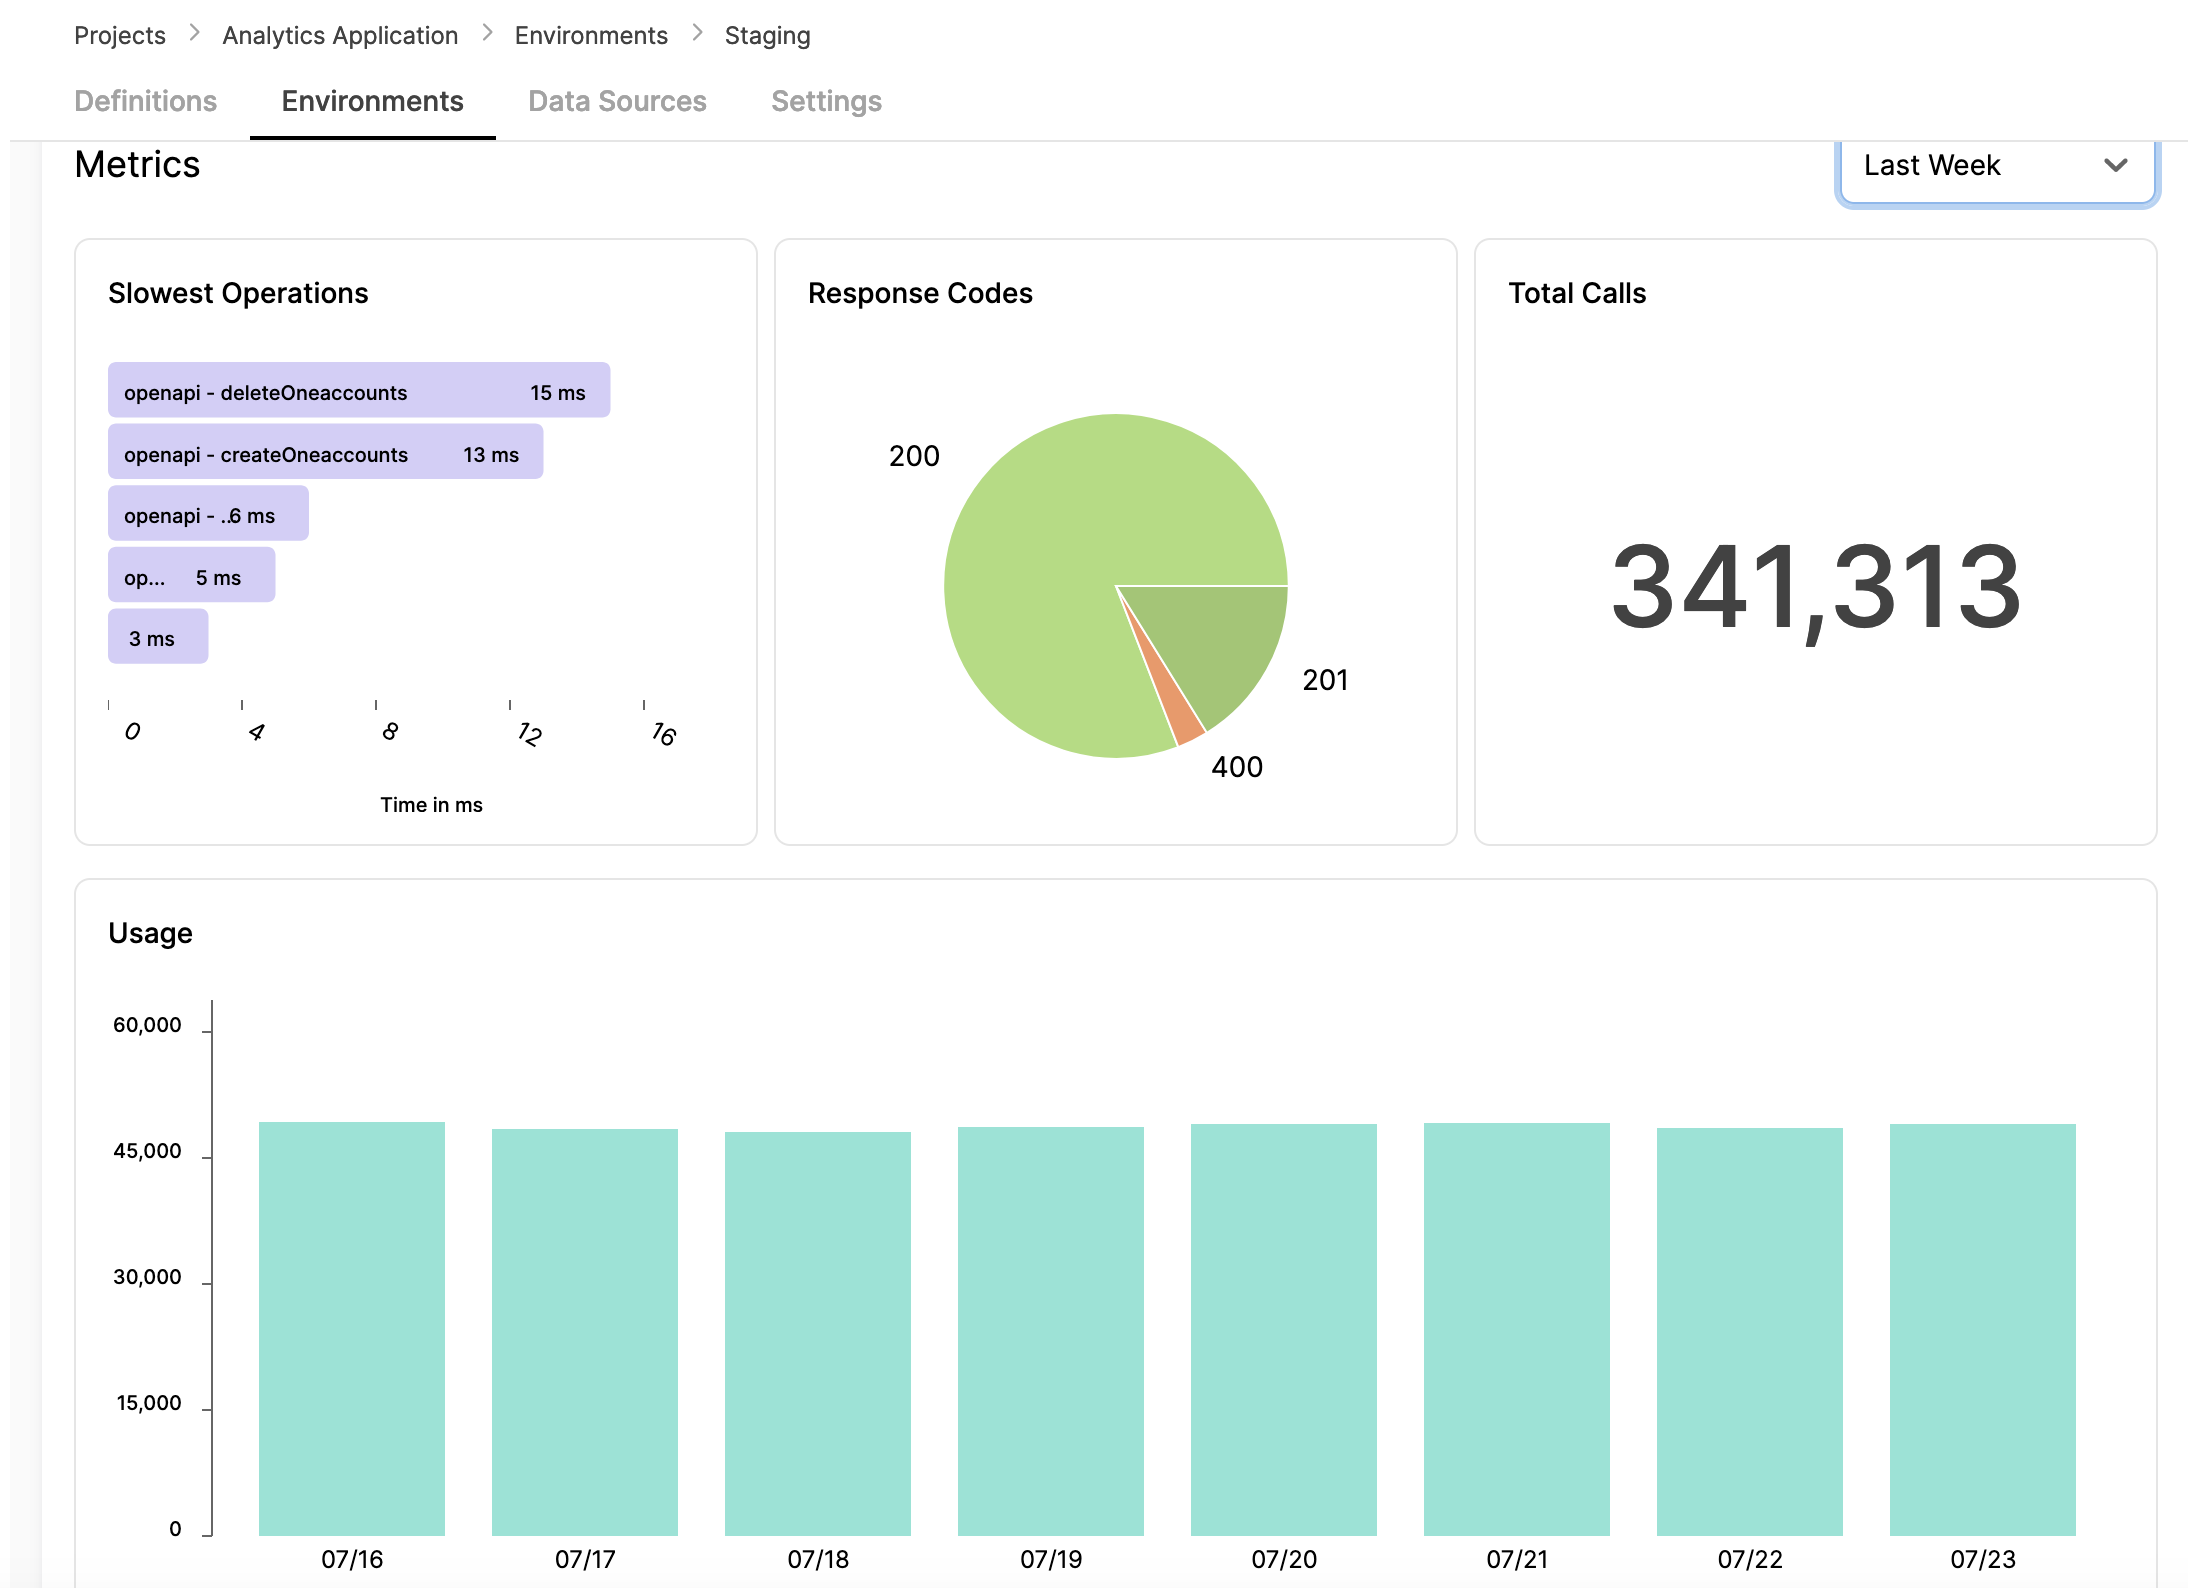 Projects > Analytics Application > Environments > Staging
Definitions Environments Data Sources Settings
Metrics
Last Week
Slowest Operations
openapi - deleteOneaccounts 15 ms
openapi - createOneaccounts 13 ms
openapi - ..6 ms
op... 5 ms
3 ms
0 4 8 12 16
Time in ms
Response Codes
200
201
400
Total Calls
341,313
Usage
60,000
45,000
30,000
15,000
0
07/16 07/17 07/18 07/19 07/20 07/21 07/22 07/23